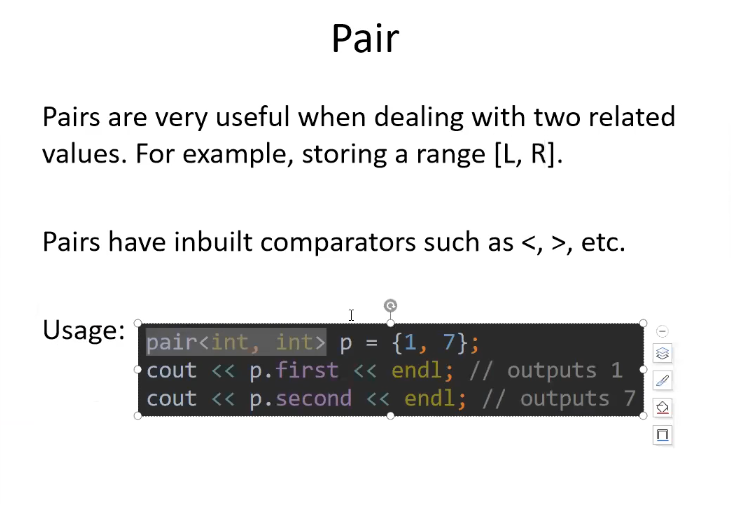 Pair
Pairs are very useful when dealing with two related
values. For example, storing a range [L, R].
Pairs have inbuilt comparators such as <, >, etc.
Usage:
pair<int, int> p = {1, 7};
cout << p.first << endl; // outputs 1
cout << p.second << endl; // outputs 7